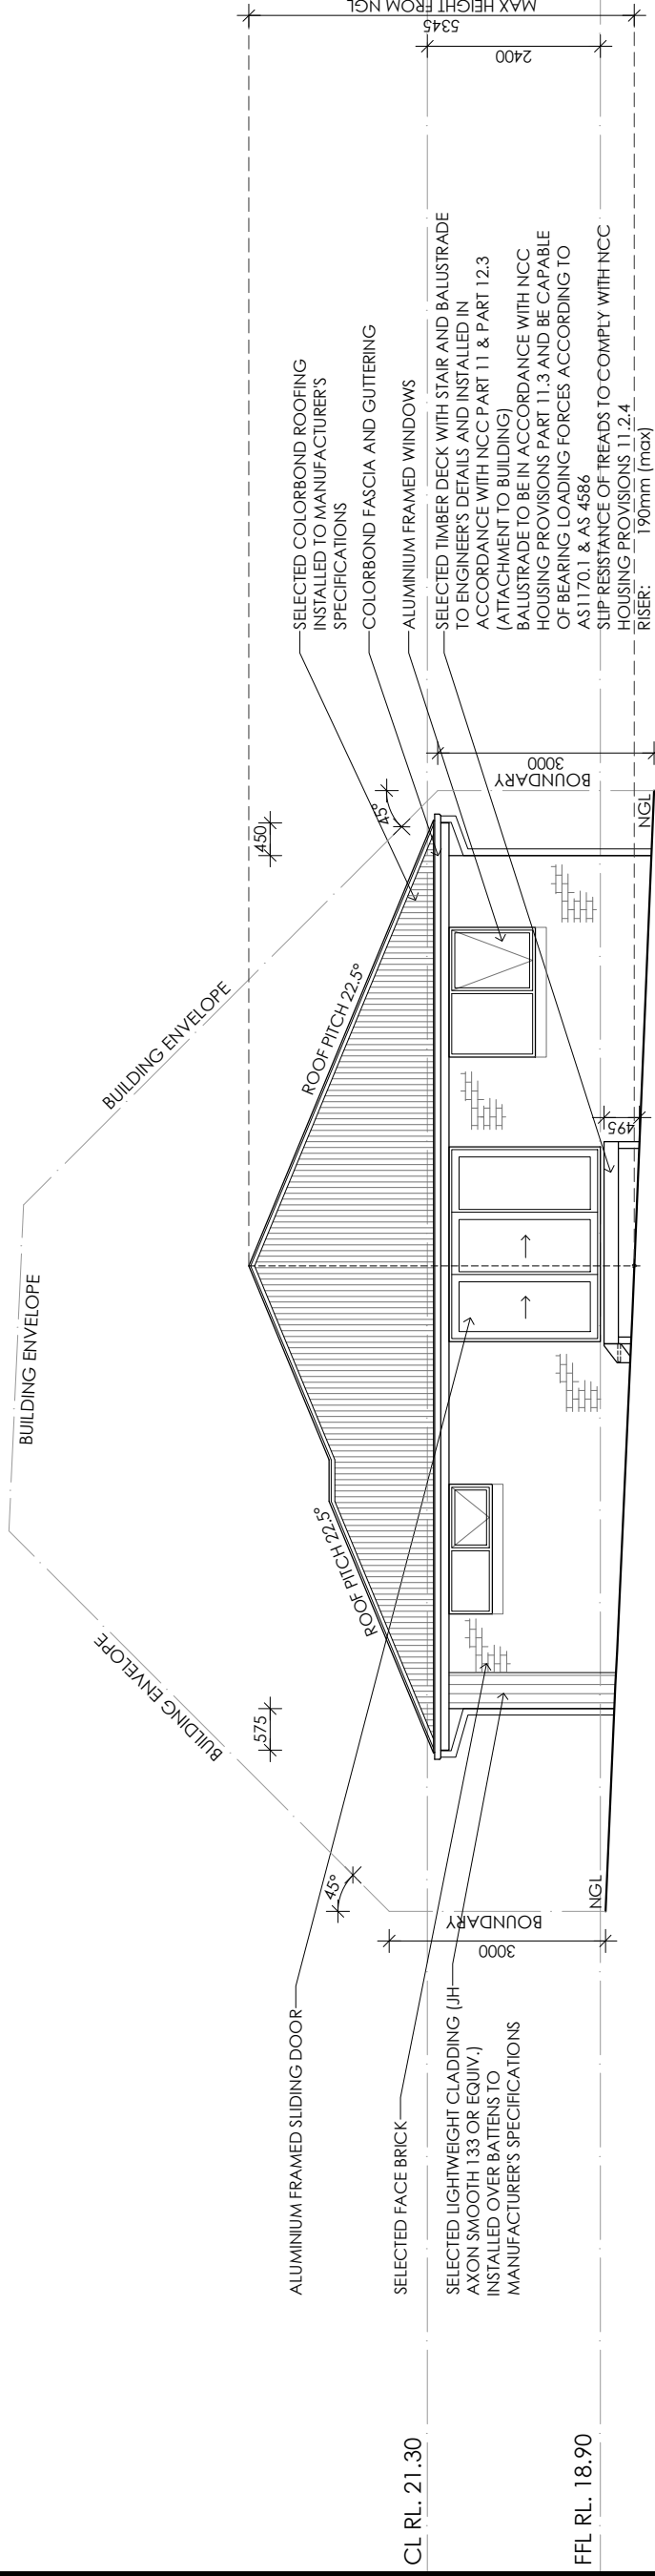 BUILDING ENVELOPE
BUILDING ENVELOPE
BUILDING ENVELOPE
45°
45°
575
450
ROOF PITCH 22.5°
ROOF PITCH 22.5°
ALUMINIUM FRAMED SLIDING DOOR
SELECTED FACE BRICK
SELECTED LIGHTWEIGHT CLADDING (JH
AXON SMOOTH 133 OR EQUIV.)
INSTALLED OVER BATTENS TO
MANUFACTURER'S SPECIFICATIONS
CL RL. 21.30
FFL RL. 18.90
3000
BOUNDARY
NGL
495
3000
BOUNDARY
NGL
SELECTED COLORBOND ROOFING
INSTALLED TO MANUFACTURER'S
SPECIFICATIONS
COLORBOND FASCIA AND GUTTERING
ALUMINIUM FRAMED WINDOWS
SELECTED TIMBER DECK WITH STAIR AND BALUSTRADE
TO ENGINEER'S DETAILS AND INSTALLED IN
ACCORDANCE WITH NCC PART 11 & PART 12.3
(ATTACHMENT TO BUILDING)
BALUSTRADE TO BE IN ACCORDANCE WITH NCC
HOUSING PROVISIONS PART 11.3 AND BE CAPABLE
OF BEARING LOADING FORCES ACCORDING TO
AS1170.1 & AS 4586
SLIP RESISTANCE OF TREADS TO COMPLY WITH NCC
HOUSING PROVISIONS 11.2.4
RISER: 190mm (max)
2400
5345
MAX HEIGHT FROM NGL